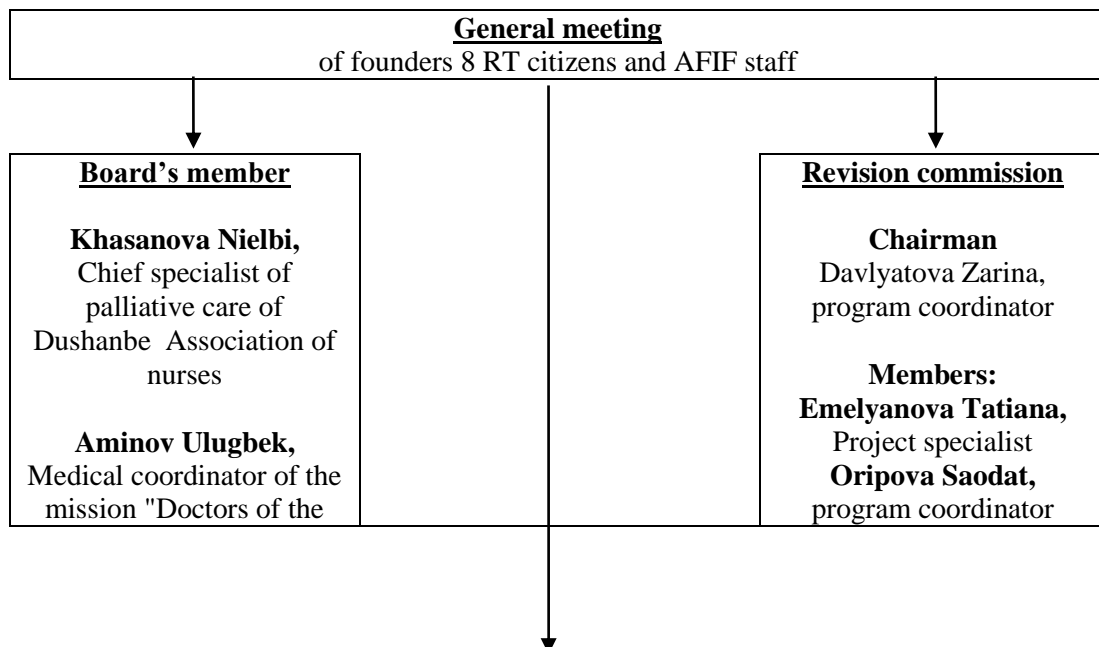 General meeting
of founders 8 RT citizens and AFIF staff
Board’s member
Khasanova Nielbi,
Chief specialist of
palliative care of
Dushanbe  Association of
nurses
Aminov Ulugbek,
Medical coordinator of the
mission "Doctors of the
Revision commission
Chairman
Davlyatova Zarina,
program coordinator
Members:
Emelyanova Tatiana,
Project specialist
Oripova Saodat,
program coordinator